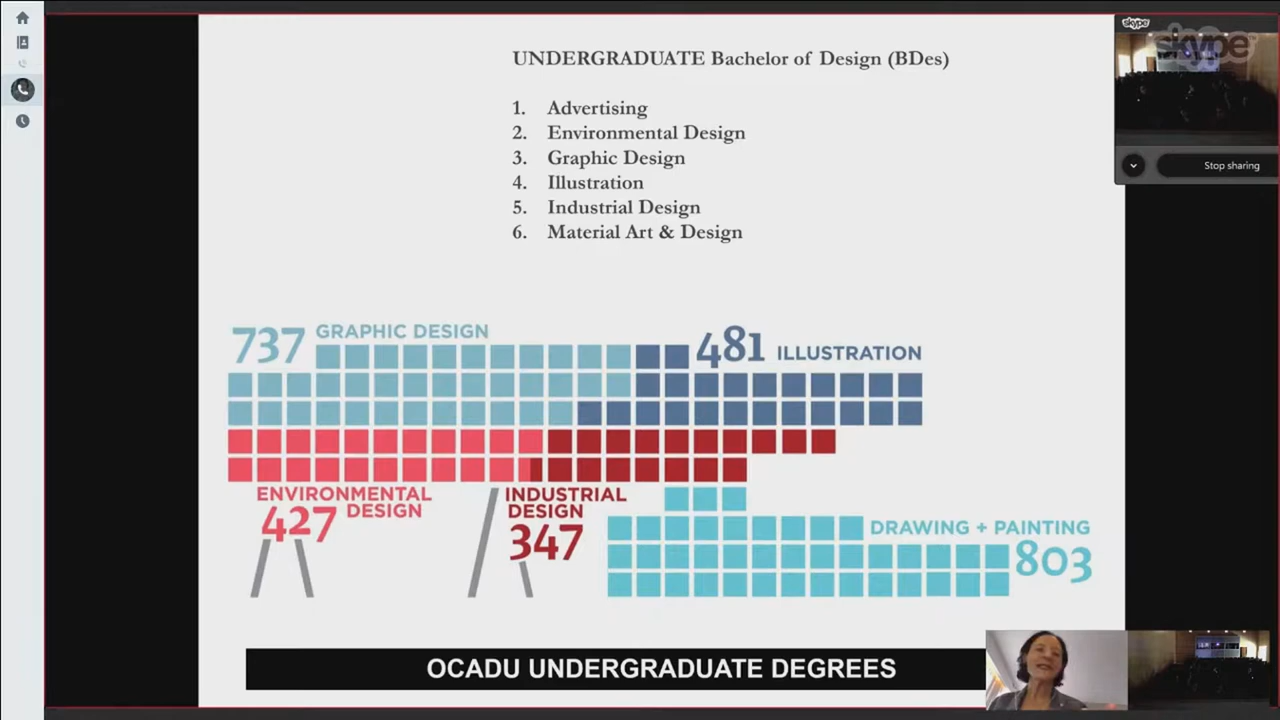 skype
skype
Stop sharing
UNDERGRADUATE Bachelor of Design (BDes)
1. Advertising
2. Environmental Design
3. Graphic Design
4. Illustration
5. Industrial Design
6. Material Art & Design
737 GRAPHIC DESIGN
481 ILLUSTRATION
ENVIRONMENTAL
DESIGN
427
INDUSTRIAL
DESIGN
347
DRAWING + PAINTING
803
OCADU UNDERGRADUATE DEGREES